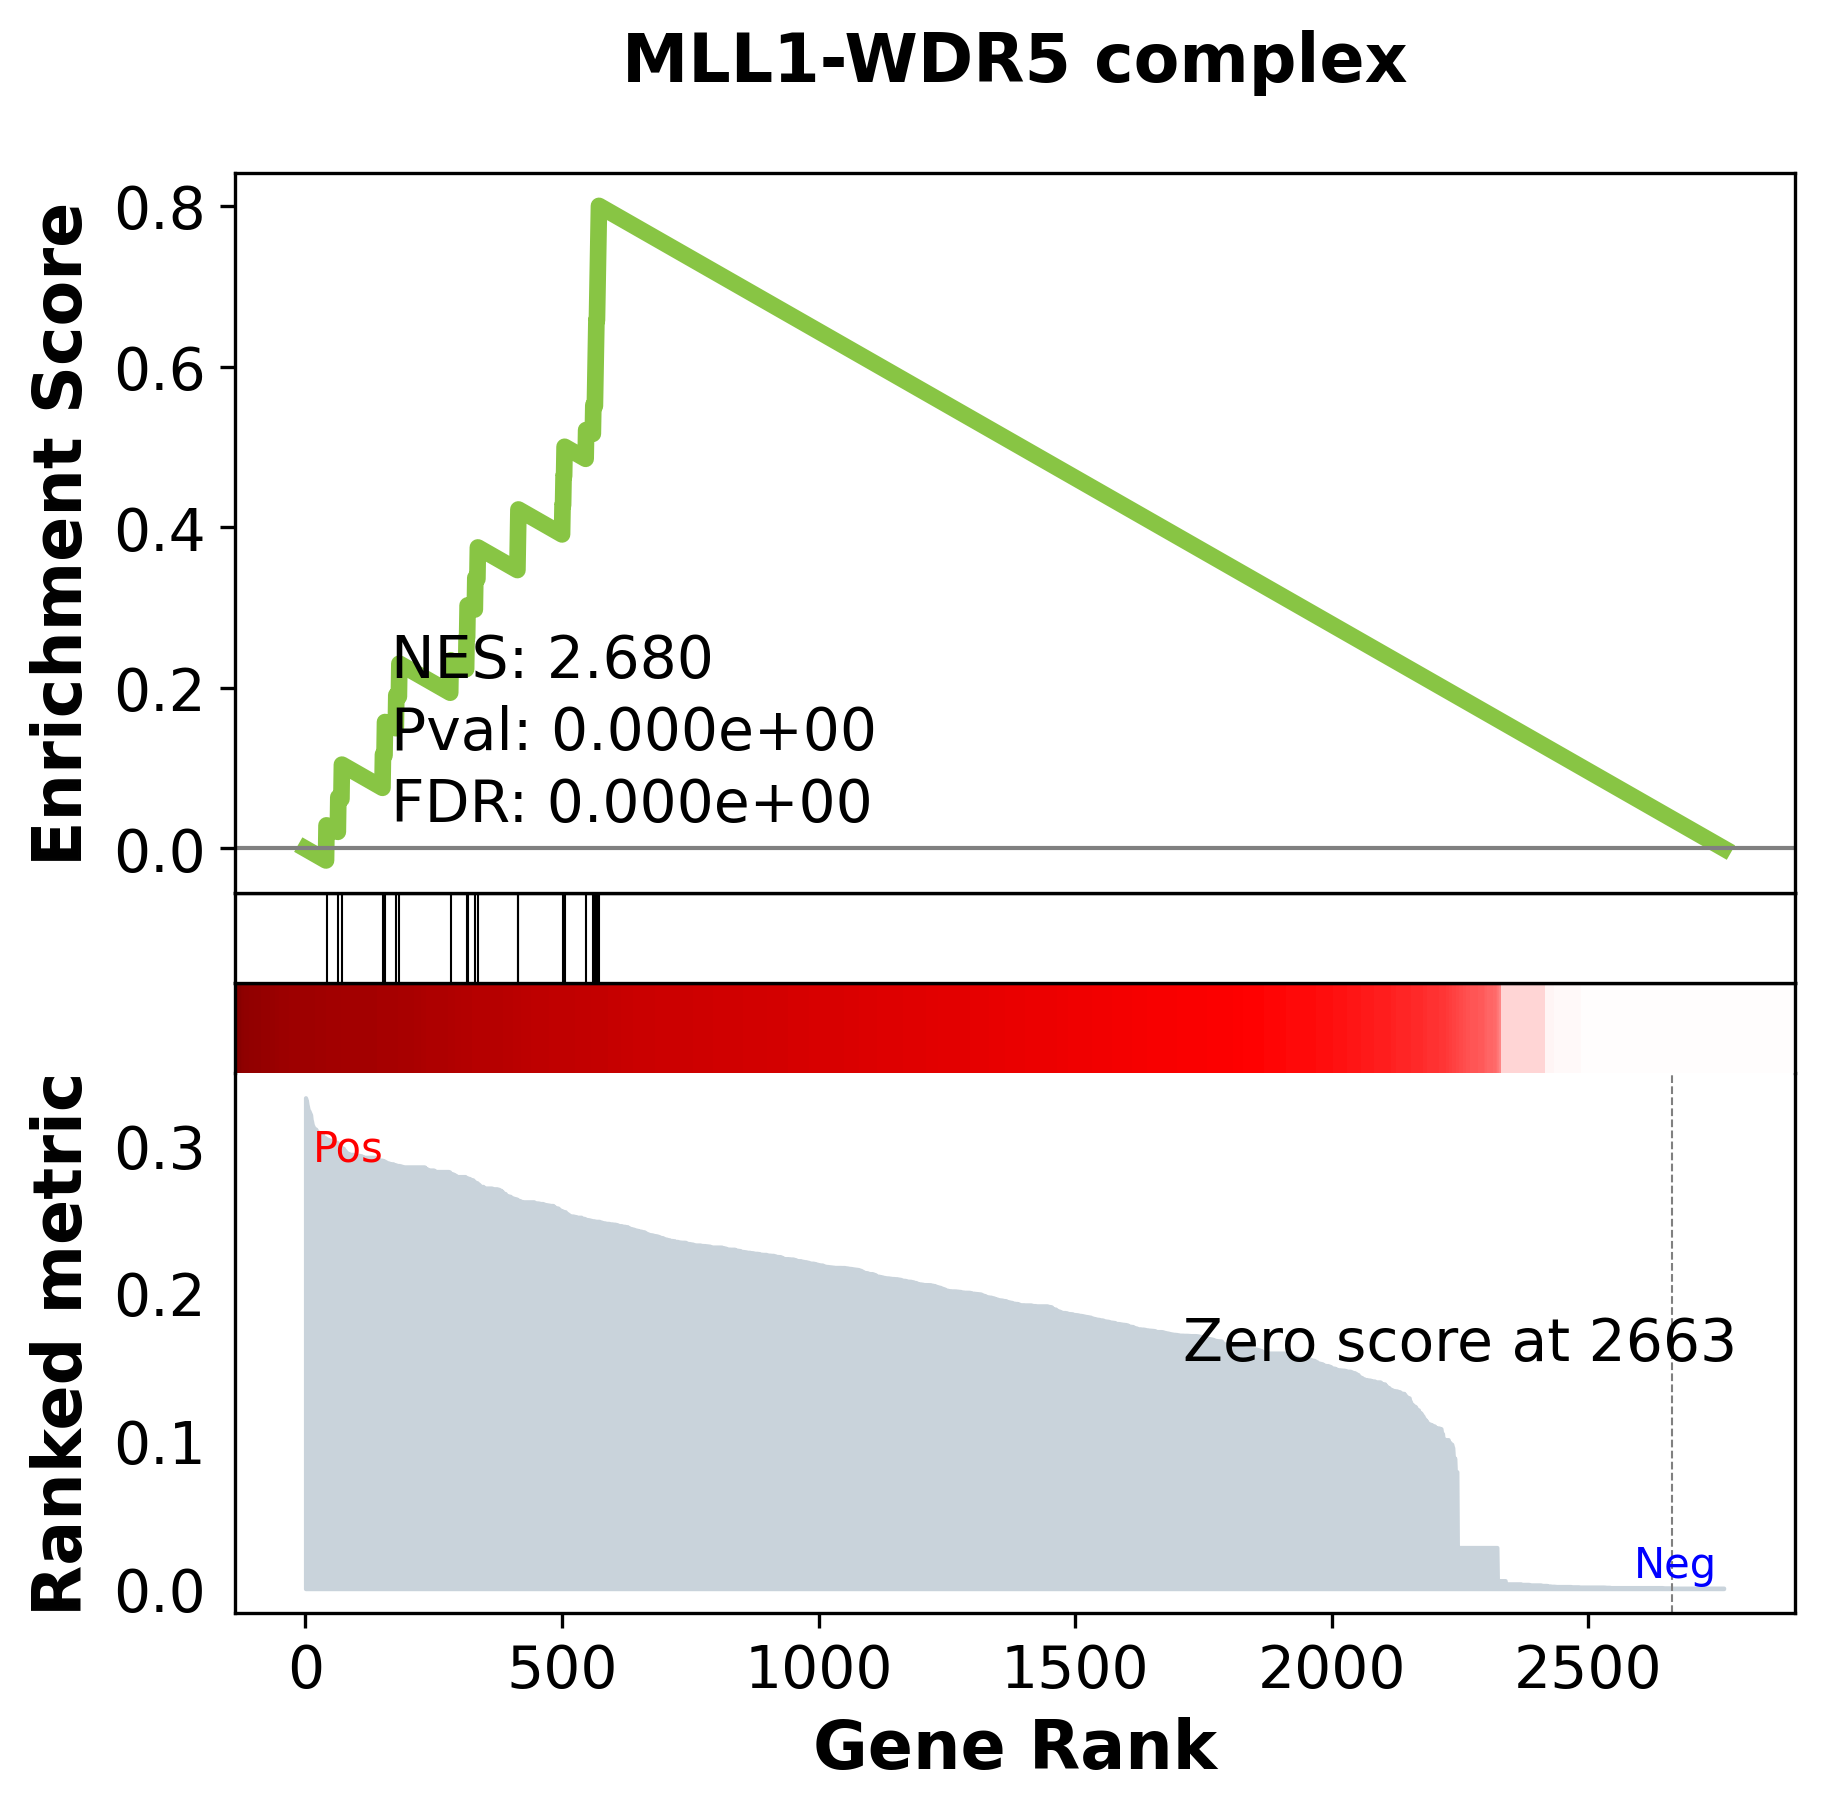 MLL1-WDR5 complex
Enrichment Score
0.8
0.6
0.4
0.2
0.0
NES: 2.680
Pval: 0.000e+00
FDR: 0.000e+00
Ranked metric
0.3
0.2
0.1
0.0
Pos
Zero score at 2663
Neg
0 500 1000 1500 2000 2500
Gene Rank